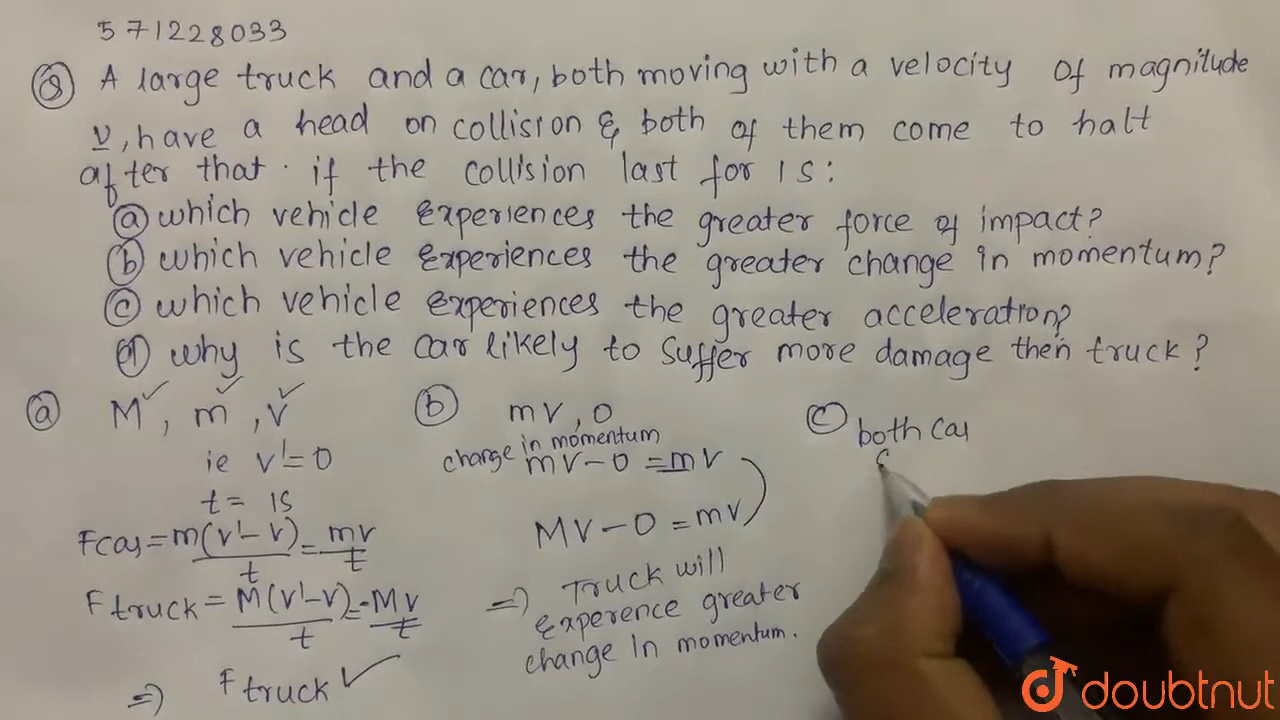 571228033
Q A large truck and a car, both moving with a velocity of magnitude
v, have a head on collision & both of them come to halt
after that. if the collision last for 1s:
(a) which vehicle experiences the greater force of impact?
(b) which vehicle experiences the greater change in momentum?
(c) which vehicle experiences the greater acceleration?
(d) why is the car likely to suffer more damage then truck?
(a) M, m, v
ie v'=0
t = 1s
Fcar = m(v'-v)/t = mv/t
Ftruck = M(v'-v)/t = -Mv/t
=> Ftruck ✓
(b) mv, 0
change in momentum
mv-0 = mv
MV-0 = mv
=> Truck will
experence greater
change in momentum.
(c) both car
doubtnut